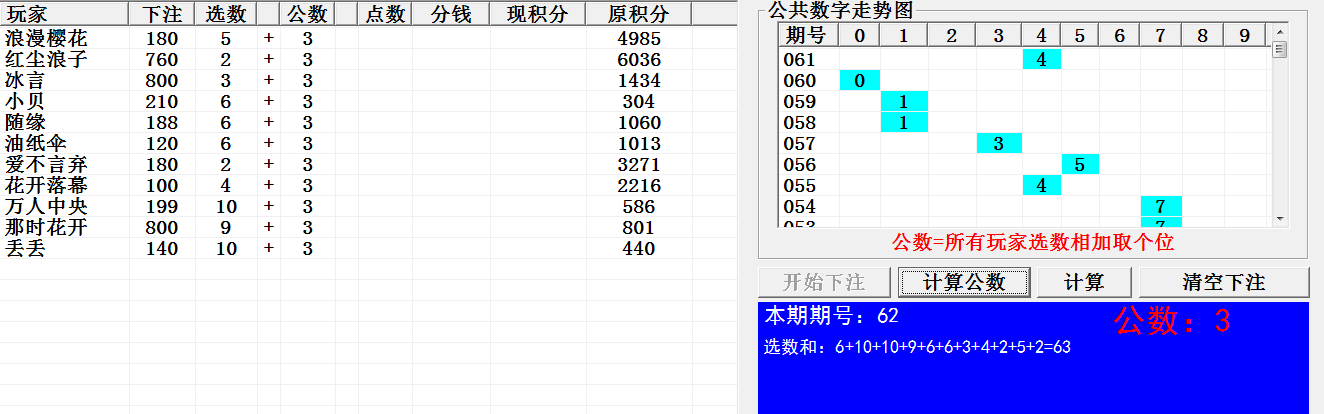 玩家 下注 选数 公数 点数 分钱 现积分 原积分
浪漫樱花 180 5 + 3 4985
红尘浪子 760 2 + 3 6036
冰言 800 3 + 3 1434
小贝 210 6 + 3 304
随缘 188 6 + 3 1060
油纸伞 120 6 + 3 1013
爱不言弃 180 2 + 3 3271
花开落幕 100 4 + 3 2216
万人中央 199 10 + 3 586
那时花开 800 9 + 3 801
丢丢 140 10 + 3 440
公共数字走势图
期号 0 1 2 3 4 5 6 7 8 9
061 4
060 0
059 1
058 1
057 3
056 5
055 4
054 7
053 7
公数=所有玩家选数相加取个位
开始下注 计算公数 计算 清空下注
本期期号：62 公数：3
选数和：6+10+10+9+6+6+3+4+2+5+2=63